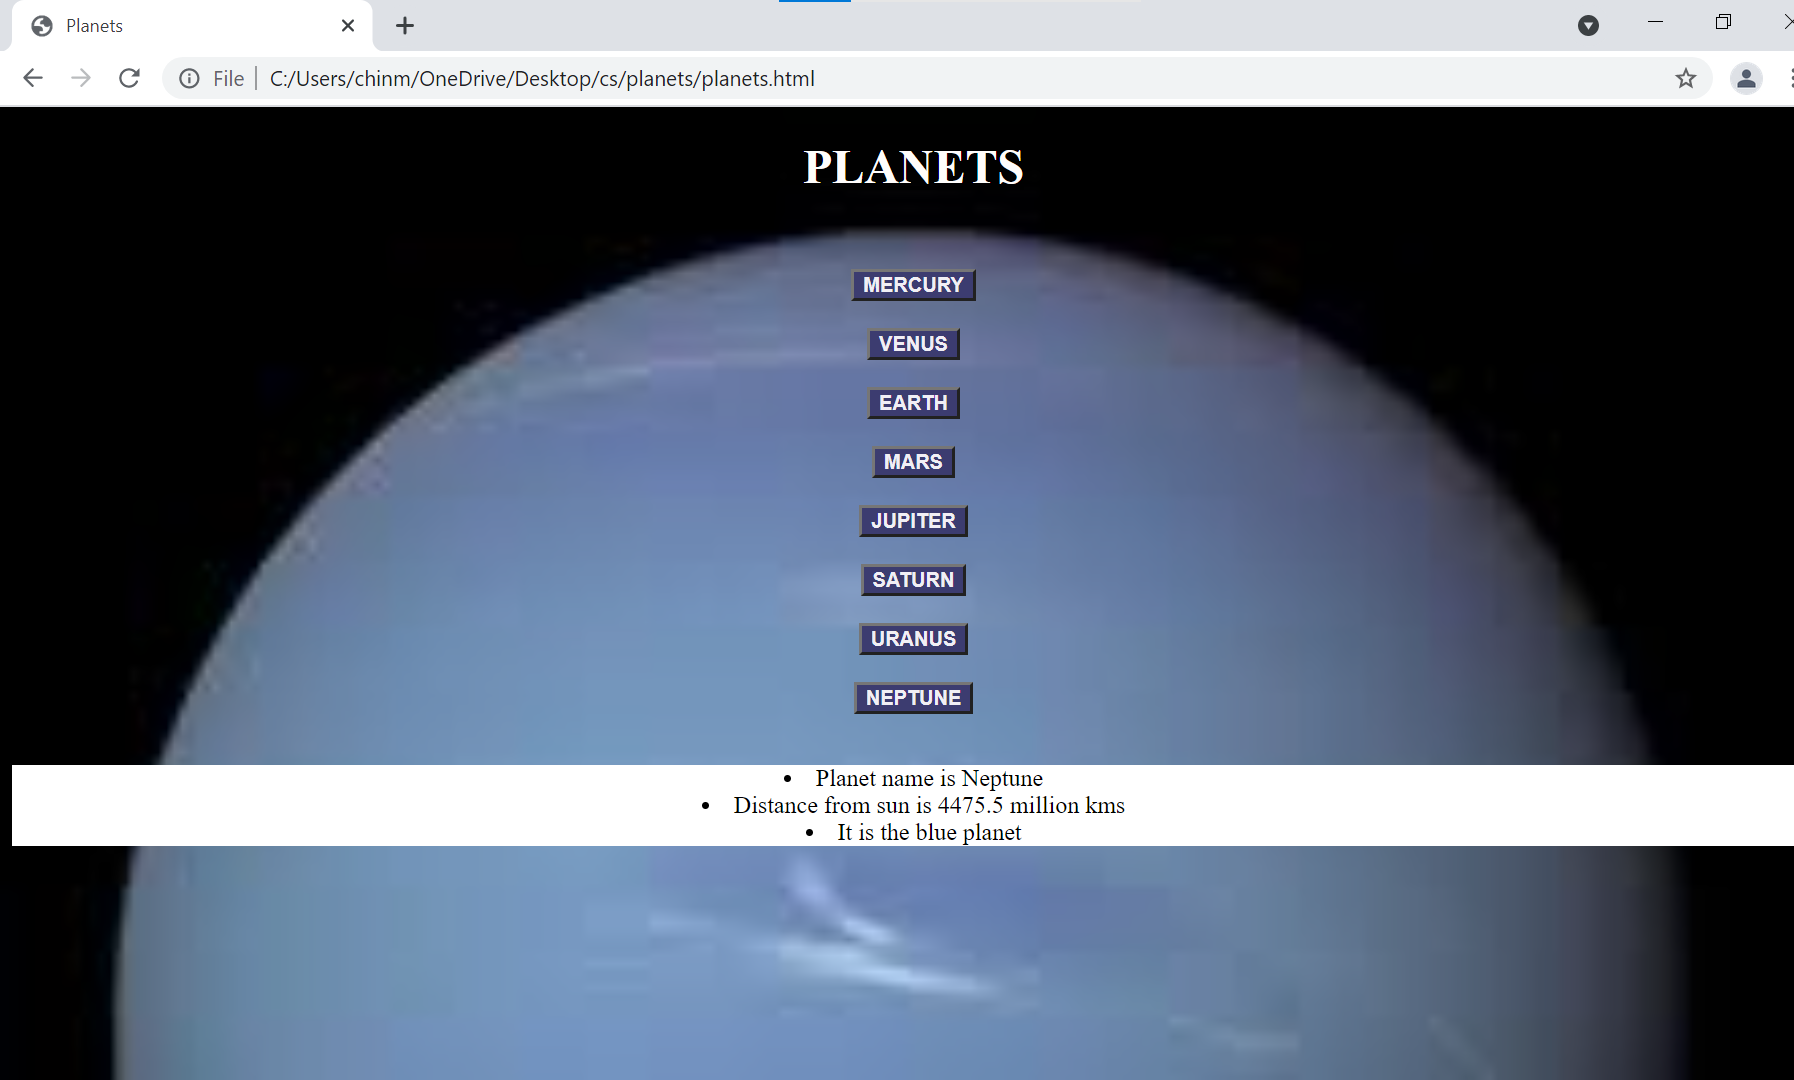 Planets
File C:/Users/chinm/OneDrive/Desktop/cs/planets/planets.html
PLANETS
MERCURY
VENUS
EARTH
MARS
JUPITER
SATURN
URANUS
NEPTUNE
• Planet name is Neptune
• Distance from sun is 4475.5 million kms
• It is the blue planet